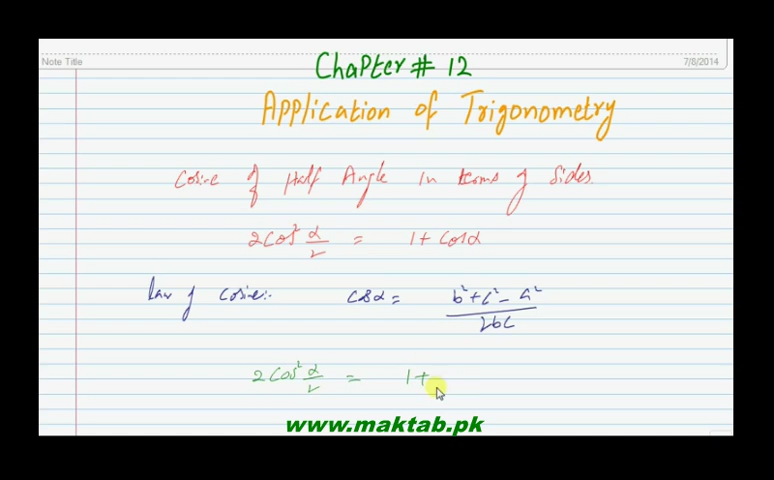 Note Title
7/8/2014
Chapter # 12
Application of Trigonometry
Cosine of Half Angle in terms of Sides.
2Cos² α/2 = 1 + Cosα
Law of Cosine:- Cosα = b² + c² - a² / 2bc
2Cos² α/2 = 1 +
www.maktab.pk